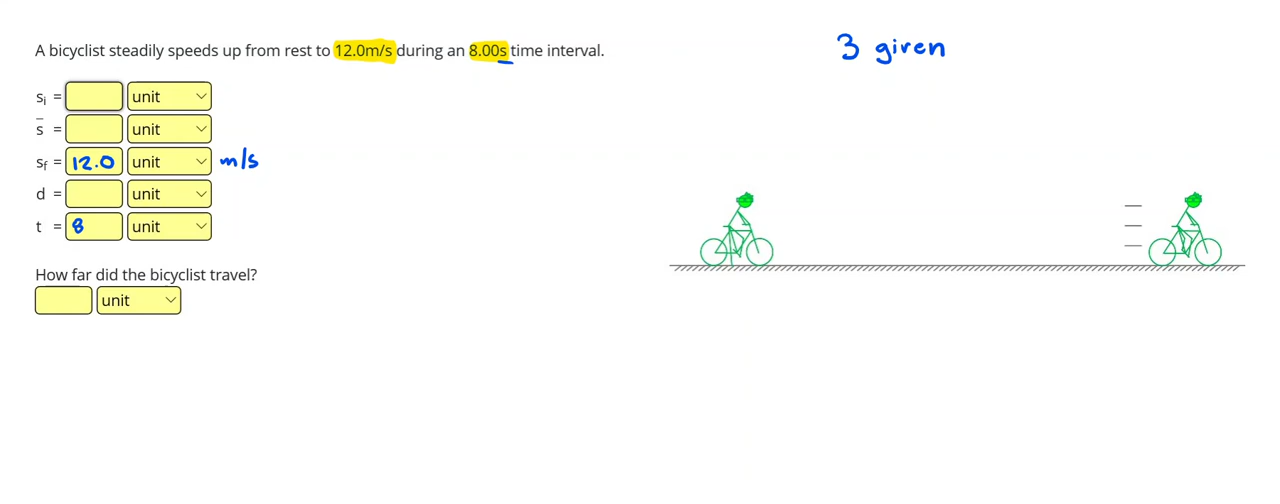 A bicyclist steadily speeds up from rest to 12.0m/s during an 8.00s time interval.
3 given
si = unit
s̅ = unit
sf = 12.0 unit m/s
d = unit
t = 8 unit
How far did the bicyclist travel?
unit